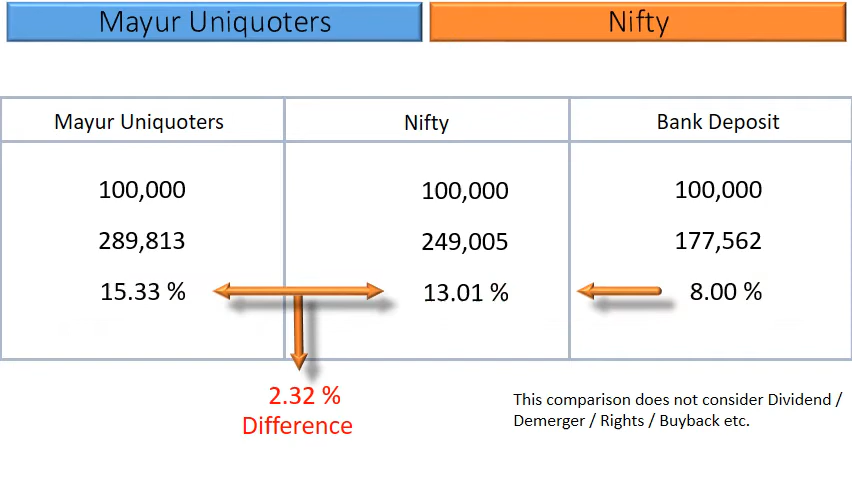 Mayur Uniquoters Nifty
Mayur Uniquoters Nifty Bank Deposit
100,000 100,000 100,000
289,813 249,005 177,562
15.33 % 13.01 % 8.00 %
2.32 %
Difference
This comparison does not consider Dividend /
Demerger / Rights / Buyback etc.